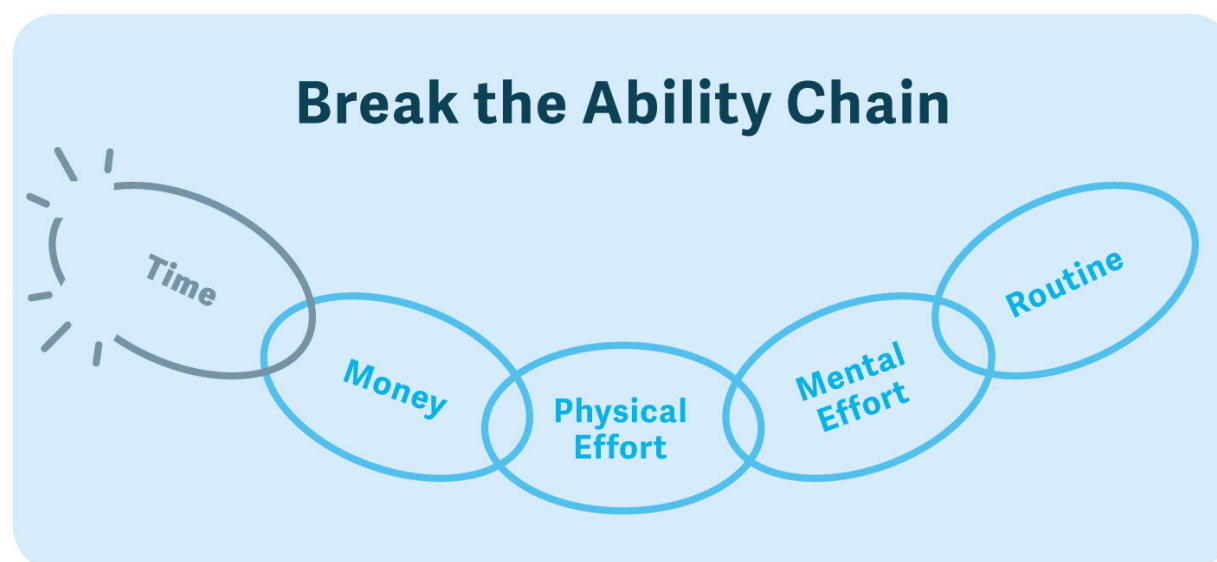 Break the Ability Chain
Time
Money
Physical
Effort
Mental
Effort
Routine